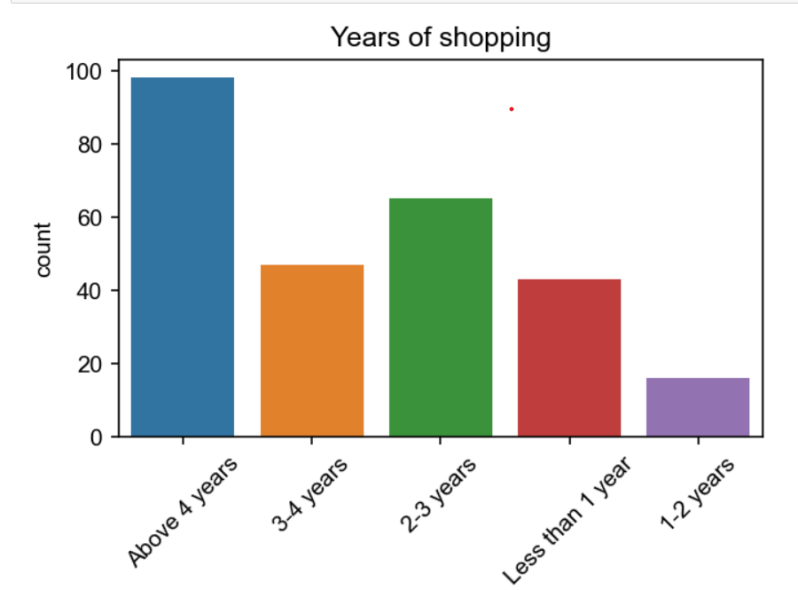 Years of shopping
100
80
60
40
20
0
count
Above 4 years
3-4 years
2-3 years
Less than 1 year
1-2 years